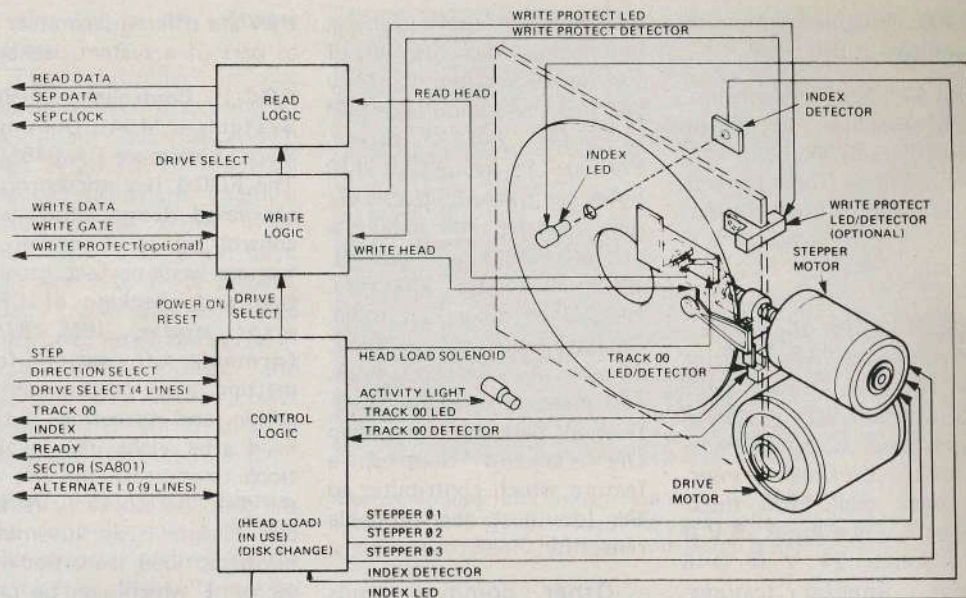 WRITE PROTECT LED
WRITE PROTECT DETECTOR
READ DATA
SEP DATA
SEP CLOCK
READ
LOGIC
READ HEAD
INDEX
DETECTOR
INDEX
LED
DRIVE SELECT
WRITE DATA
WRITE GATE
WRITE PROTECT(optional)
WRITE
LOGIC
WRITE HEAD
WRITE PROTECT
LED/DETECTOR
(OPTIONAL)
STEPPER
MOTOR
POWER ON
RESET
DRIVE
SELECT
STEP
DIRECTION SELECT
DRIVE SELECT (4 LINES)
TRACK 00
INDEX
READY
SECTOR (SA801)
ALTERNATE I O (9 LINES)
CONTROL
LOGIC
HEAD LOAD SOLENOID
ACTIVITY LIGHT
TRACK 00 LED
TRACK 00 DETECTOR
TRACK 00
LED/DETECTOR
DRIVE
MOTOR
(HEAD LOAD)
(IN USE)
(DISK CHANGE)
STEPPER Ø1
STEPPER Ø2
STEPPER Ø3
INDEX DETECTOR
INDEX LED